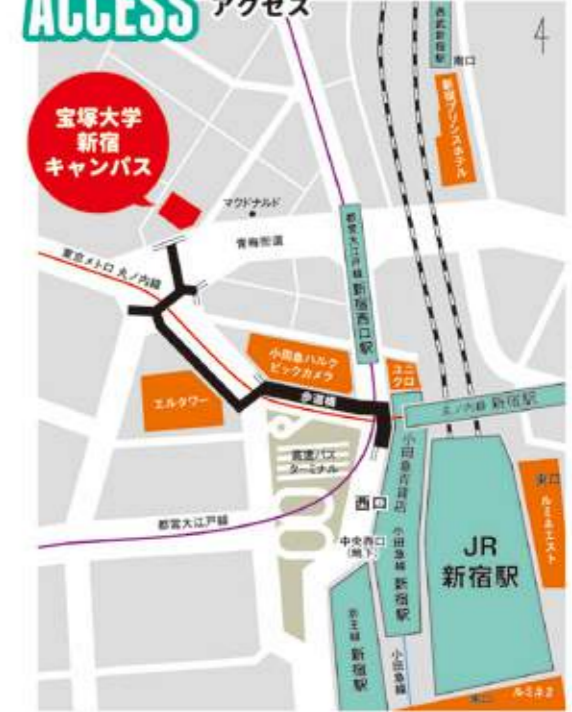 ACCESS アクセス
西武新宿駅
南口
新宿プリンスホテル
宝塚大学
新宿
キャンパス
マクドナルド
青梅街道
東京メトロ 丸ノ内線
都営大江戸線 新宿西口駅
小田急ハルク
ビックカメラ
ユニ
クロ
エルタワー
歩道橋
丸ノ内線 新宿駅
高速バス
ターミナル
小田急百貨店
西口
都営大江戸線
中央西口
(地下)
小田急線 新宿駅
JR
新宿駅
東口
ルミネエスト
京王線 新宿駅
小田急線
ルミネ2